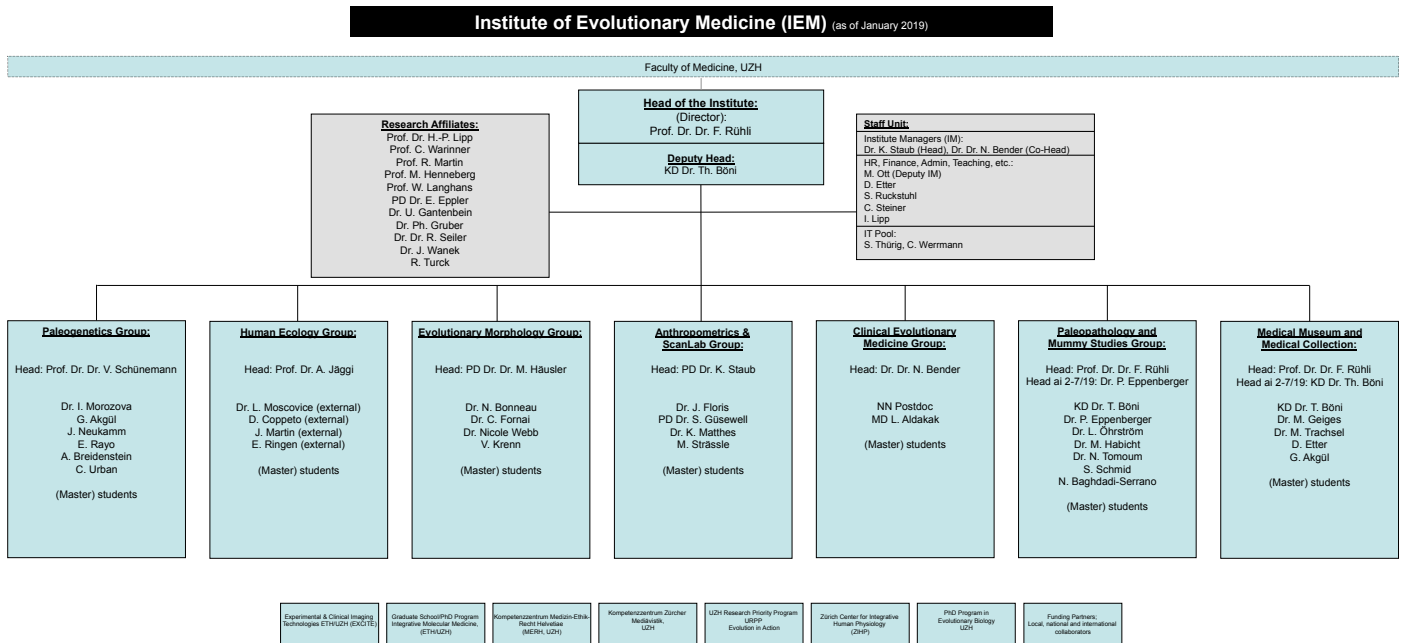 Institute of Evolutionary Medicine (IEM) (as of January 2019)
Faculty of Medicine, UZH
Head of the Institute:
(Director):
Prof. Dr. Dr. F. Rühli
Deputy Head:
KD Dr. Th. Böni
Research Affiliates:
Prof. Dr. H.-P. Lipp
Prof. C. Warinner
Prof. R. Martin
Prof. M. Henneberg
Prof. W. Langhans
PD Dr. E. Eppler
Dr. U. Gantenbein
Dr. Ph. Gruber
Dr. Dr. R. Seiler
Dr. J. Wanek
R. Turck
Staff Unit:
Institute Managers (IM):
Dr. K. Staub (Head), Dr. Dr. N. Bender (Co-Head)
HR, Finance, Admin, Teaching, etc.:
M. Ott (Deputy IM)
D. Etter
S. Ruckstuhl
C. Steiner
I. Lipp
IT Pool:
S. Thürig, C. Werrmann
Paleogenetics Group:
Head: Prof. Dr. Dr. V. Schünemann
Dr. I. Morozova
G. Akgül
J. Neukamm
E. Rayo
A. Breidenstein
C. Urban
(Master) students
Human Ecology Group:
Head: Prof. Dr. A. Jäggi
Dr. L. Moscovice (external)
D. Coppeto (external)
J. Martin (external)
E. Ringen (external)
(Master) students
Evolutionary Morphology Group:
Head: PD Dr. Dr. M. Häusler
Dr. N. Bonneau
Dr. C. Fornai
Dr. Nicole Webb
V. Krenn
(Master) students
Anthropometrics &
ScanLab Group:
Head: PD Dr. K. Staub
Dr. J. Floris
PD Dr. S. Güsewell
Dr. K. Matthes
M. Strässle
(Master) students
Clinical Evolutionary
Medicine Group:
Head: Dr. Dr. N. Bender
NN Postdoc
MD L. Aldakak
(Master) students
Paleopathology and
Mummy Studies Group:
Head: Prof. Dr. Dr. F. Rühli
Head ai 2-7/19: Dr. P. Eppenberger
KD Dr. T. Böni
Dr. P. Eppenberger
Dr. L. Öhrström
Dr. M. Habicht
Dr. N. Tomoum
S. Schmid
N. Baghdadi-Serrano
(Master) students
Medical Museum and
Medical Collection:
Head: Prof. Dr. Dr. F. Rühli
Head ai 2-7/19: KD Dr. Th. Böni
KD Dr. T. Böni
Dr. M. Geiges
Dr. M. Trachsel
D. Etter
G. Akgül
(Master) students
Experimental & Clinical Imaging
Technologies ETH/UZH (EXCITE)
Graduate School/PhD Program
Integrative Molecular Medicine,
(ETH/UZH)
Kompetenzzentrum Medizin-Ethik-
Recht Helvetiae
(MERH, UZH)
Kompetenzzentrum Zürcher
Mediävistik,
UZH
UZH Research Priority Program
URPP
Evolution in Action
Zürich Center for Integrative
Human Physiology
(ZIHP)
PhD Program in
Evolutionary Biology
UZH
Funding Partners;
Local, national and international
collaborators